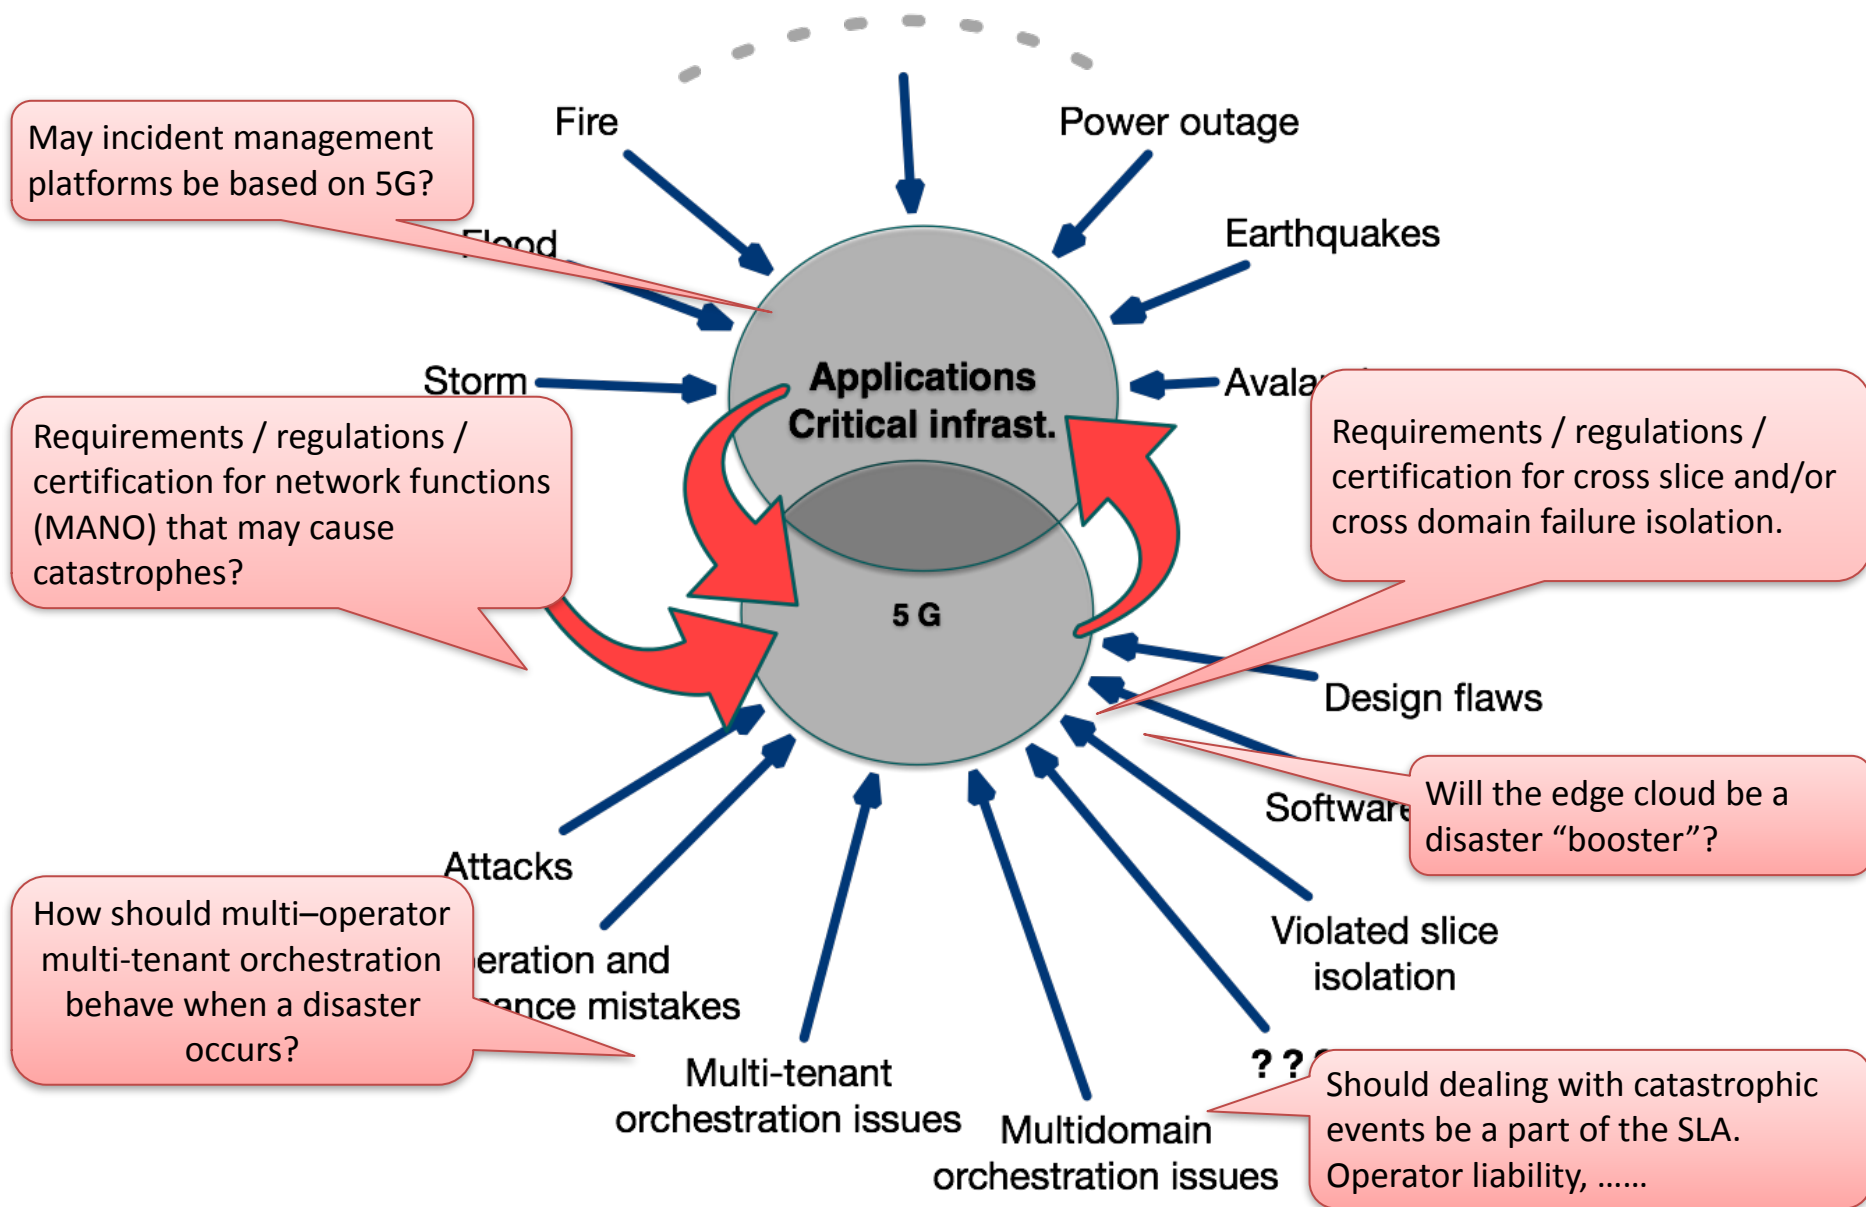 Fire
Power outage
May incident management
platforms be based on 5G?
Flood
Earthquakes
Storm
Applications
Critical infrast.
Requirements / regulations /
certification for network functions
(MANO) that may cause
catastrophes?
Requirements / regulations /
certification for cross slice and/or
cross domain failure isolation.
5 G
Design flaws
Software
Will the edge cloud be a
disaster “booster”?
Attacks
How should multi–operator
multi-tenant orchestration
behave when a disaster
occurs?
and
mistakes
Violated slice
isolation
Multi-tenant
orchestration issues
? ?
Multidomain
orchestration issues
Should dealing with catastrophic
events be a part of the SLA.
Operator liability, ……